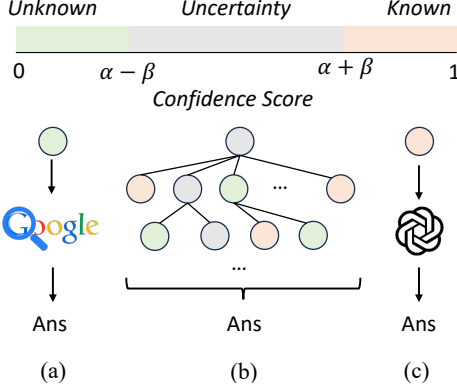 Unknown Uncertainty Known
0 α − β α + β 1
Confidence Score
...
Google
...
Ans Ans Ans
(a) (b) (c)